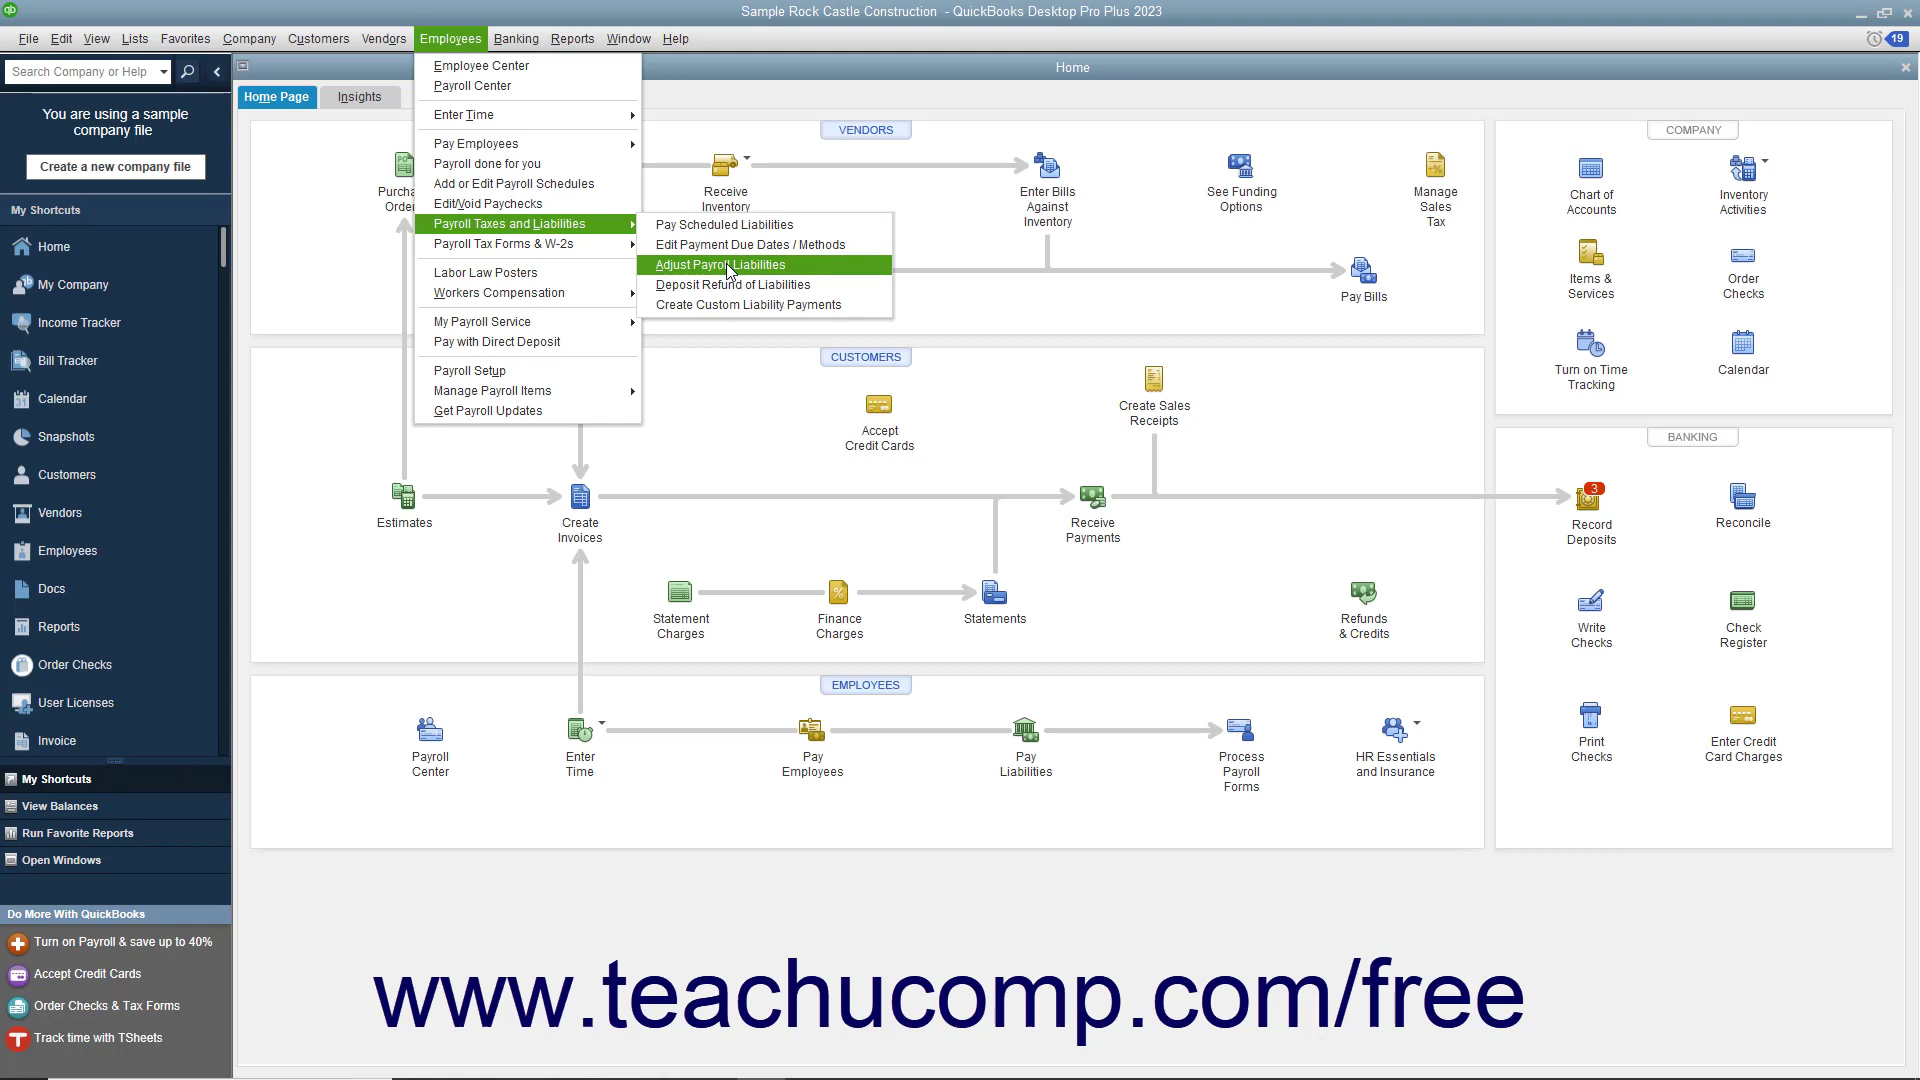 Sample Rock Castle Construction - QuickBooks Desktop Pro Plus 2023
File Edit View Lists Favorites Company Customers Vendors Employees Banking Reports Window Help
19
Search Company or Help
Home
You are using a sample
company file
Create a new company file
My Shortcuts
Home
My Company
Income Tracker
Bill Tracker
Calendar
Snapshots
Customers
Vendors
Employees
Docs
Reports
Order Checks
User Licenses
Invoice
My Shortcuts
View Balances
Run Favorite Reports
Open Windows
Do More With QuickBooks
Turn on Payroll & save up to 40%
Accept Credit Cards
Order Checks & Tax Forms
Track time with TSheets
Home Page
Insights
Employee Center
Payroll Center
Enter Time
Pay Employees
Payroll done for you
Add or Edit Payroll Schedules
Edit/Void Paychecks
Payroll Taxes and Liabilities
Payroll Tax Forms & W-2s
Labor Law Posters
Workers Compensation
My Payroll Service
Pay with Direct Deposit
Payroll Setup
Manage Payroll Items
Get Payroll Updates
Pay Scheduled Liabilities
Edit Payment Due Dates / Methods
Adjust Payroll Liabilities
Deposit Refund of Liabilities
Create Custom Liability Payments
VENDORS
Receive
Inventory
Enter Bills
Against
Inventory
See Funding
Options
Manage
Sales
Tax
Pay Bills
CUSTOMERS
Accept
Credit Cards
Create Sales
Receipts
Estimates
Create
Invoices
Receive
Payments
Statement
Charges
Finance
Charges
Statements
Refunds
& Credits
EMPLOYEES
Payroll
Center
Enter
Time
Pay
Employees
Pay
Liabilities
Process
Payroll
Forms
HR Essentials
and Insurance
COMPANY
Chart of
Accounts
Inventory
Activities
Items &
Services
Order
Checks
Turn on Time
Tracking
Calendar
BANKING
3
Record
Deposits
Reconcile
Write
Checks
Check
Register
Print
Checks
Enter Credit
Card Charges
www.teachucomp.com/free